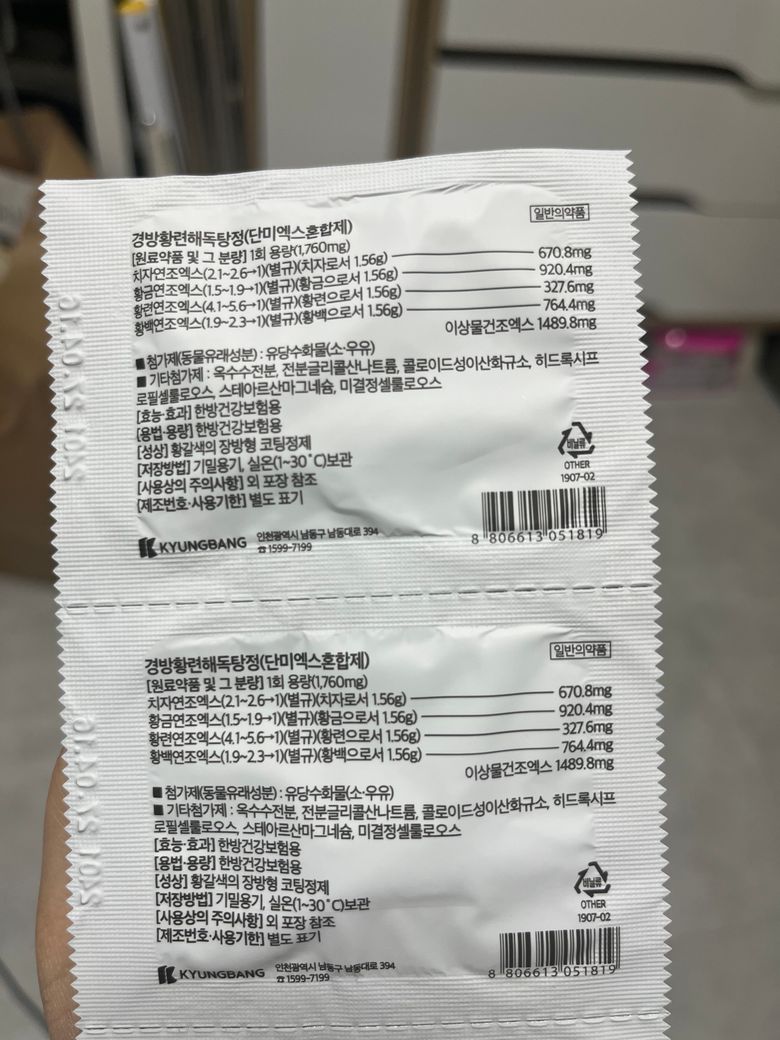 일반의약품
경방황련해독탕정(단미엑스혼합제)
[원료약품 및 그 분량] 1회 용량(1,760mg)
치자연조엑스(2.1~2.6→1)(별규)(치자로서 1.56g) 670.8mg
황금연조엑스(1.5~1.9→1)(별규)(황금으로서 1.56g) 920.4mg
황련연조엑스(4.1~5.6→1)(별규)(황련으로서 1.56g) 327.6mg
황백연조엑스(1.9~2.3→1)(별규)(황백으로서 1.56g) 764.4mg
이상물건조엑스 1489.8mg
■ 첨가제(동물유래성분) : 유당수화물(소·우유)
■ 기타첨가제 : 옥수수전분, 전분글리콜산나트륨, 콜로이드성이산화규소, 히드록시프
로필셀룰로오스, 스테아르산마그네슘, 미결정셀룰로오스
[효능·효과] 한방건강보험용
[용법·용량] 한방건강보험용
[성상] 황갈색의 장방형 코팅정제
[저장방법] 기밀용기, 실온(1~30˚C)보관
[사용상의 주의사항] 외 포장 참조
[제조번호·사용기한] 별도 표기
비닐류
OTHER
1907-02
8 806613 051819
KYUNGBANG
인천광역시 남동구 남동대로 394
☎1599-7199
일반의약품
경방황련해독탕정(단미엑스혼합제)
[원료약품 및 그 분량] 1회 용량(1,760mg)
치자연조엑스(2.1~2.6→1)(별규)(치자로서 1.56g) 670.8mg
황금연조엑스(1.5~1.9→1)(별규)(황금으로서 1.56g) 920.4mg
황련연조엑스(4.1~5.6→1)(별규)(황련으로서 1.56g) 327.6mg
황백연조엑스(1.9~2.3→1)(별규)(황백으로서 1.56g) 764.4mg
이상물건조엑스 1489.8mg
■ 첨가제(동물유래성분) : 유당수화물(소·우유)
■ 기타첨가제 : 옥수수전분, 전분글리콜산나트륨, 콜로이드성이산화규소, 히드록시프
로필셀룰로오스, 스테아르산마그네슘, 미결정셀룰로오스
[효능·효과] 한방건강보험용
[용법·용량] 한방건강보험용
[성상] 황갈색의 장방형 코팅정제
[저장방법] 기밀용기, 실온(1~30˚C)보관
[사용상의 주의사항] 외 포장 참조
[제조번호·사용기한] 별도 표기
비닐류
OTHER
1907-02
8 806613 051819
KYUNGBANG
인천광역시 남동구 남동대로 394
☎1599-7199